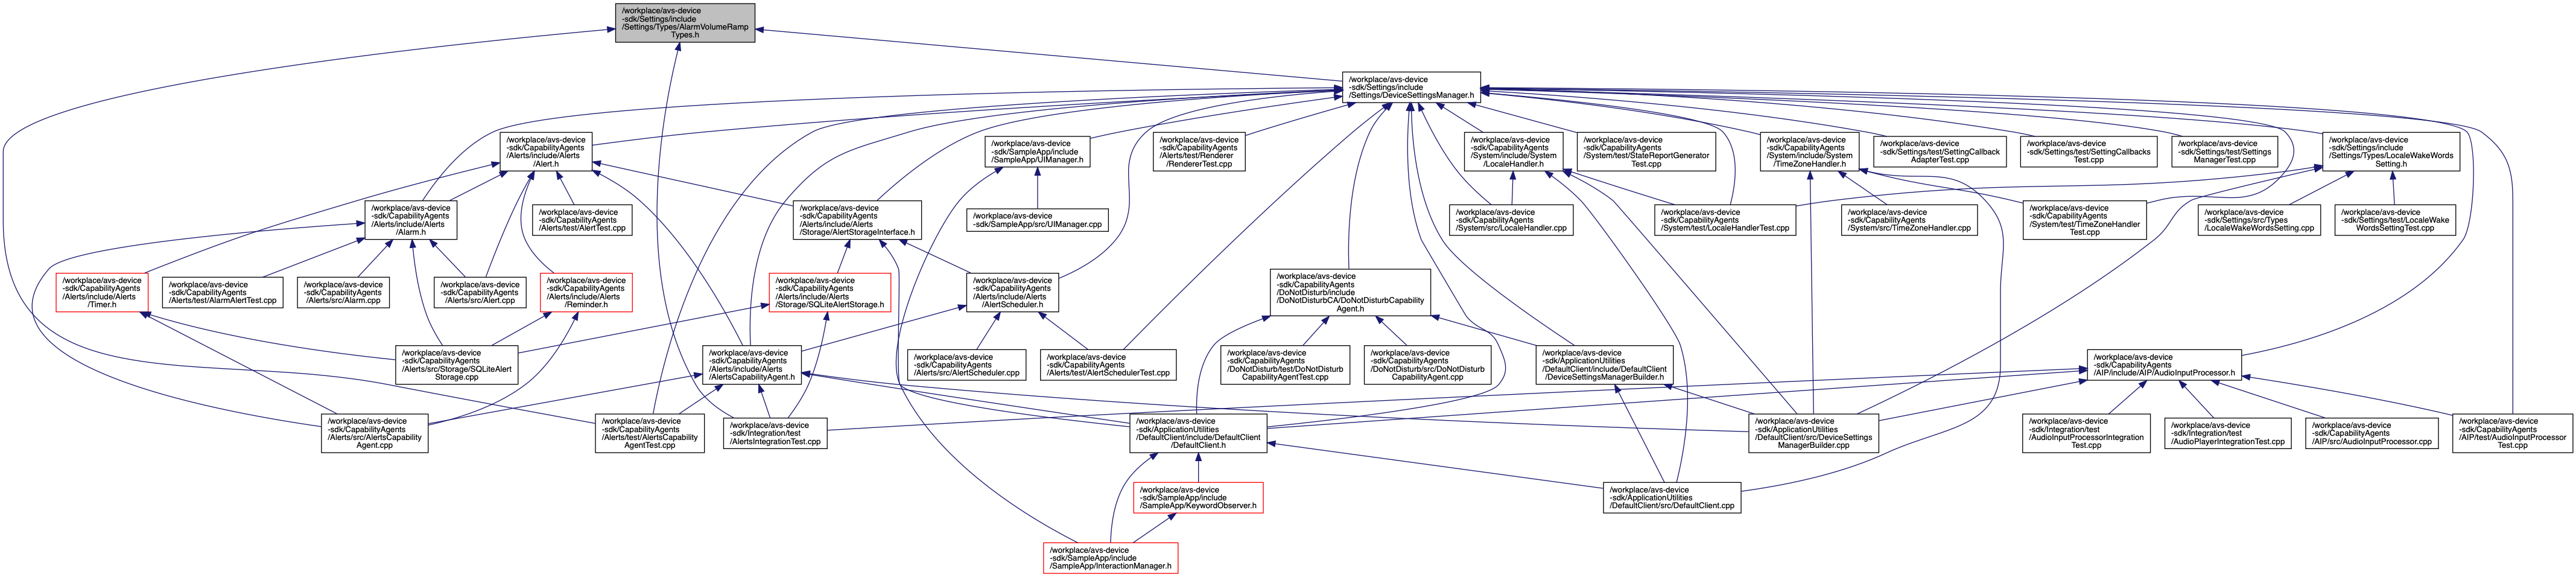 /workplace/avs-device
-sdk/Settings/include
/Settings/Types/AlarmVolumeRamp
Types.h
/workplace/avs-device
-sdk/Settings/include
/Settings/DeviceSettingsManager.h
/workplace/avs-device
-sdk/CapabilityAgents
/Alerts/include/Alerts
/Alert.h
/workplace/avs-device
-sdk/SampleApp/include
/SampleApp/UIManager.h
/workplace/avs-device
-sdk/CapabilityAgents
/Alerts/test/Renderer
/RendererTest.cpp
/workplace/avs-device
-sdk/CapabilityAgents
/System/include/System
/LocaleHandler.h
/workplace/avs-device
-sdk/CapabilityAgents
/System/test/StateReportGenerator
Test.cpp
/workplace/avs-device
-sdk/CapabilityAgents
/System/include/System
/TimeZoneHandler.h
/workplace/avs-device
-sdk/Settings/test/SettingCallback
AdapterTest.cpp
/workplace/avs-device
-sdk/Settings/test/SettingCallbacks
Test.cpp
/workplace/avs-device
-sdk/Settings/test/Settings
ManagerTest.cpp
/workplace/avs-device
-sdk/Settings/include
/Settings/Types/LocaleWakeWords
Setting.h
/workplace/avs-device
-sdk/CapabilityAgents
/Alerts/include/Alerts
/Alarm.h
/workplace/avs-device
-sdk/CapabilityAgents
/Alerts/test/AlertTest.cpp
/workplace/avs-device
-sdk/CapabilityAgents
/Alerts/include/Alerts
/Storage/AlertStorageInterface.h
/workplace/avs-device
-sdk/SampleApp/src/UIManager.cpp
/workplace/avs-device
-sdk/CapabilityAgents
/System/src/LocaleHandler.cpp
/workplace/avs-device
-sdk/CapabilityAgents
/System/test/LocaleHandlerTest.cpp
/workplace/avs-device
-sdk/CapabilityAgents
/System/src/TimeZoneHandler.cpp
/workplace/avs-device
-sdk/CapabilityAgents
/System/test/TimeZoneHandler
Test.cpp
/workplace/avs-device
-sdk/Settings/src/Types
/LocaleWakeWordsSetting.cpp
/workplace/avs-device
-sdk/Settings/test/LocaleWake
WordsSettingTest.cpp
/workplace/avs-device
-sdk/CapabilityAgents
/Alerts/include/Alerts
/Timer.h
/workplace/avs-device
-sdk/CapabilityAgents
/Alerts/test/AlarmAlertTest.cpp
/workplace/avs-device
-sdk/CapabilityAgents
/Alerts/src/Alarm.cpp
/workplace/avs-device
-sdk/CapabilityAgents
/Alerts/src/Alert.cpp
/workplace/avs-device
-sdk/CapabilityAgents
/Alerts/include/Alerts
/Reminder.h
/workplace/avs-device
-sdk/CapabilityAgents
/Alerts/include/Alerts
/Storage/SQLiteAlertStorage.h
/workplace/avs-device
-sdk/CapabilityAgents
/Alerts/include/Alerts
/AlertScheduler.h
/workplace/avs-device
-sdk/CapabilityAgents
/DoNotDisturb/include
/DoNotDisturbCA/DoNotDisturbCapability
Agent.h
/workplace/avs-device
-sdk/CapabilityAgents
/Alerts/src/Storage/SQLiteAlert
Storage.cpp
/workplace/avs-device
-sdk/CapabilityAgents
/Alerts/include/Alerts
/AlertsCapabilityAgent.h
/workplace/avs-device
-sdk/CapabilityAgents
/Alerts/src/AlertScheduler.cpp
/workplace/avs-device
-sdk/CapabilityAgents
/Alerts/test/AlertSchedulerTest.cpp
/workplace/avs-device
-sdk/CapabilityAgents
/DoNotDisturb/test/DoNotDisturb
CapabilityAgentTest.cpp
/workplace/avs-device
-sdk/CapabilityAgents
/DoNotDisturb/src/DoNotDisturb
CapabilityAgent.cpp
/workplace/avs-device
-sdk/ApplicationUtilities
/DefaultClient/include/DefaultClient
/DeviceSettingsManagerBuilder.h
/workplace/avs-device
-sdk/CapabilityAgents
/AIP/include/AIP/AudioInputProcessor.h
/workplace/avs-device
-sdk/CapabilityAgents
/Alerts/src/AlertsCapability
Agent.cpp
/workplace/avs-device
-sdk/CapabilityAgents
/Alerts/test/AlertsCapability
AgentTest.cpp
/workplace/avs-device
-sdk/Integration/test
/AlertsIntegrationTest.cpp
/workplace/avs-device
-sdk/ApplicationUtilities
/DefaultClient/include/DefaultClient
/DefaultClient.h
/workplace/avs-device
-sdk/ApplicationUtilities
/DefaultClient/src/DeviceSettings
ManagerBuilder.cpp
/workplace/avs-device
-sdk/Integration/test
/AudioInputProcessorIntegration
Test.cpp
/workplace/avs-device
-sdk/Integration/test
/AudioPlayerIntegrationTest.cpp
/workplace/avs-device
-sdk/CapabilityAgents
/AIP/src/AudioInputProcessor.cpp
/workplace/avs-device
-sdk/CapabilityAgents
/AIP/test/AudioInputProcessor
Test.cpp
/workplace/avs-device
-sdk/SampleApp/include
/SampleApp/KeywordObserver.h
/workplace/avs-device
-sdk/ApplicationUtilities
/DefaultClient/src/DefaultClient.cpp
/workplace/avs-device
-sdk/SampleApp/include
/SampleApp/InteractionManager.h